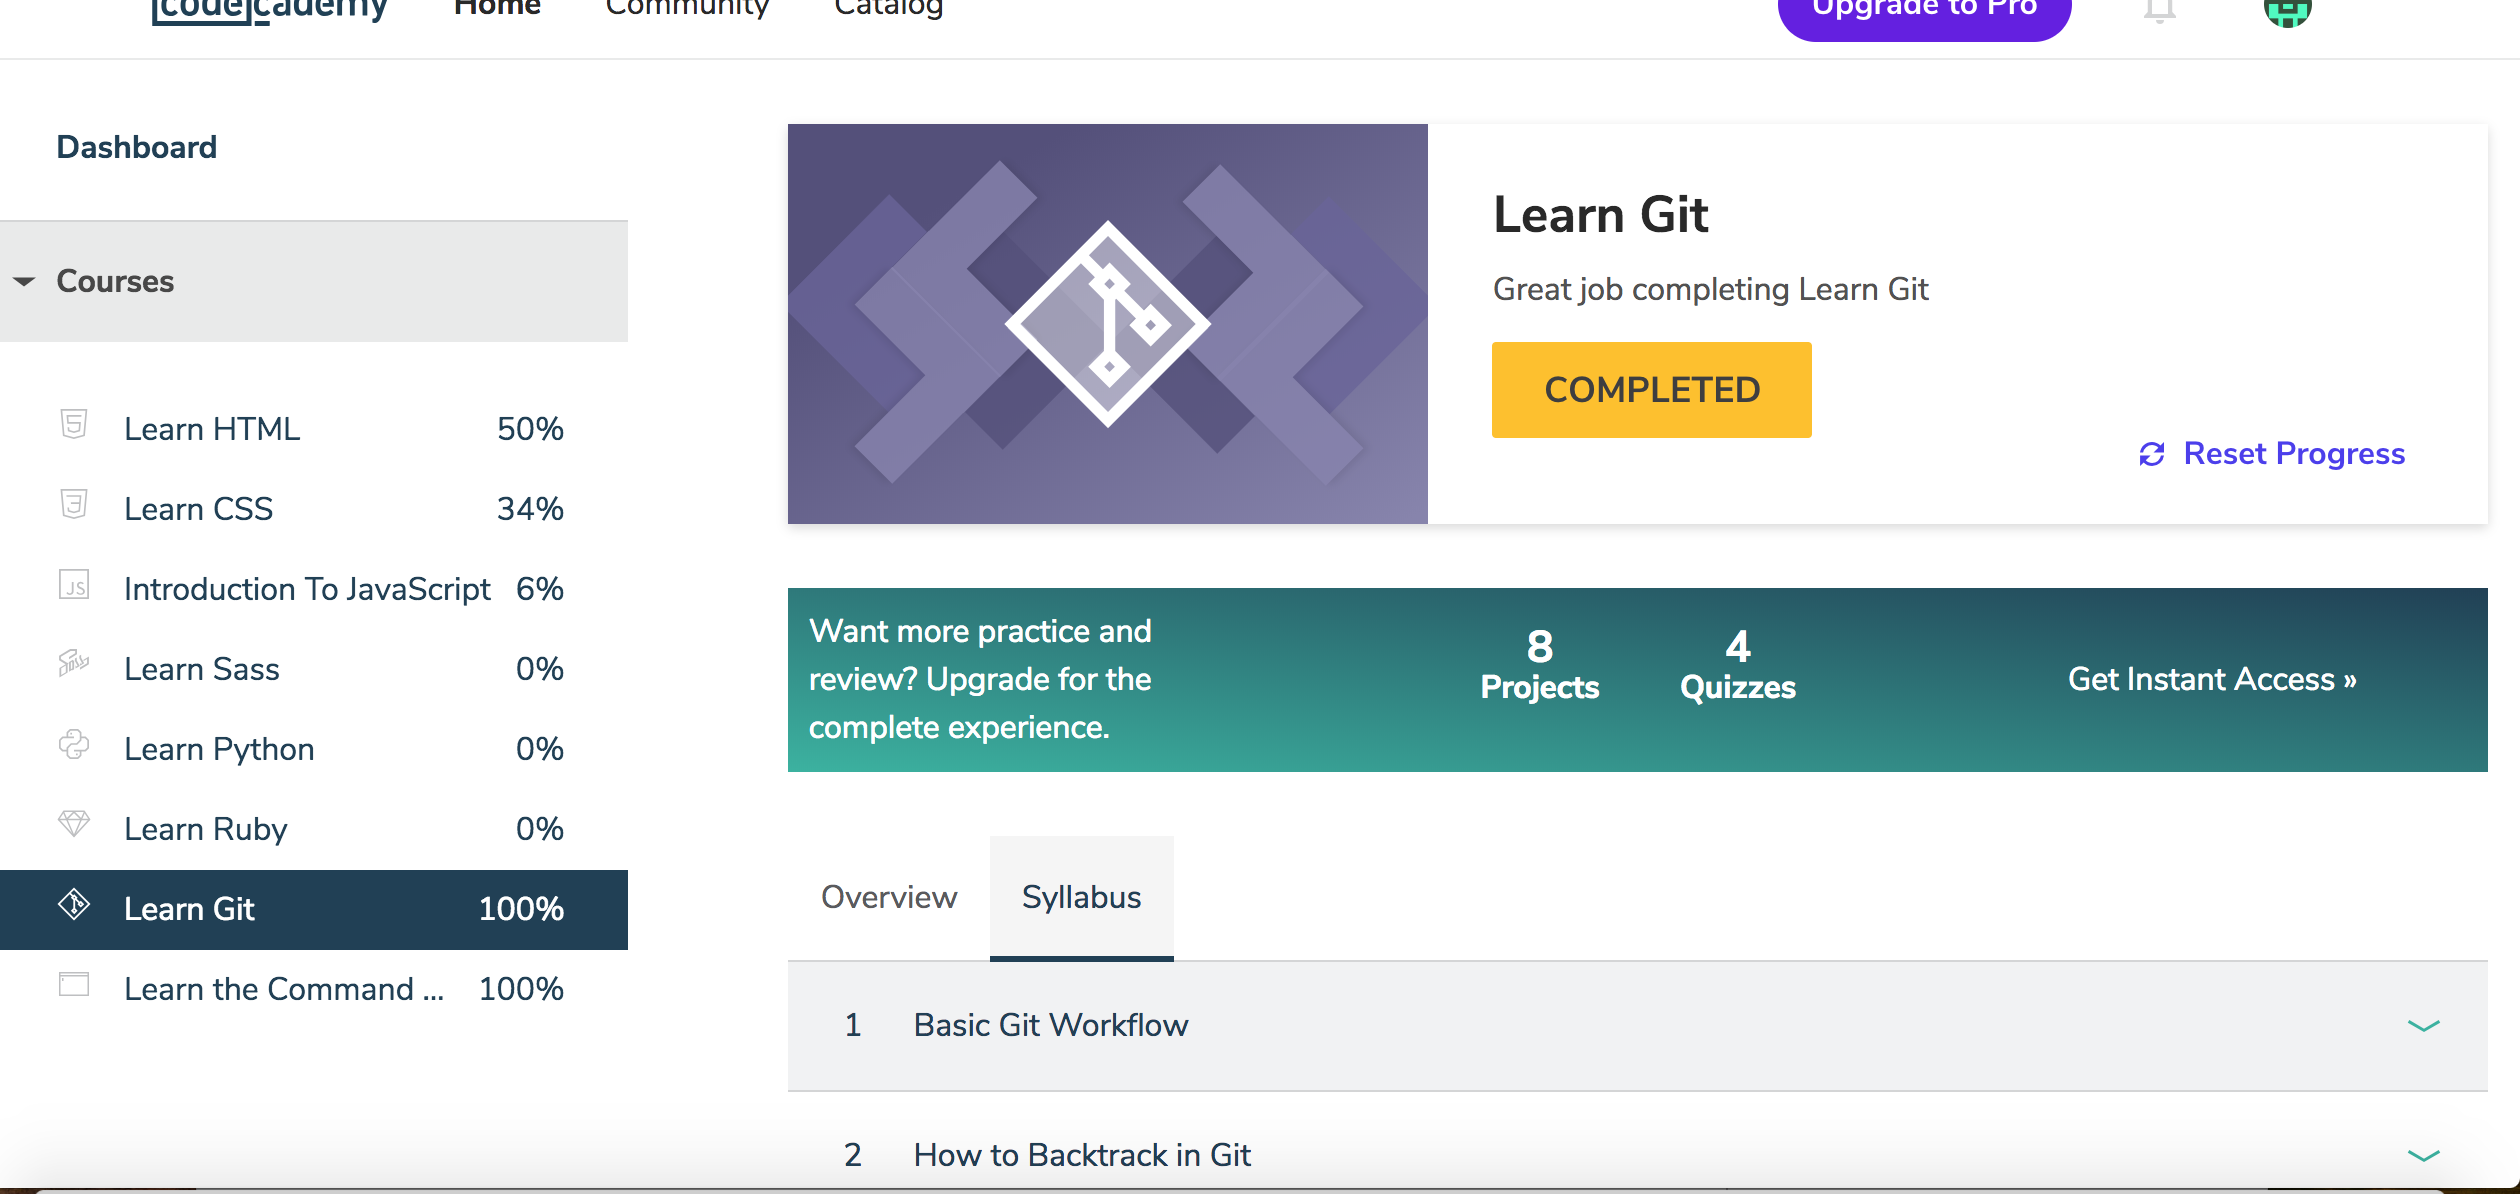 codecademy
Home
Community
Catalog
Upgrade to Pro
Dashboard
Courses
Learn HTML 50%
Learn CSS 34%
JS
Introduction To JavaScript 6%
Sass
Learn Sass 0%
Learn Python 0%
Learn Ruby 0%
Learn Git 100%
Learn the Command ... 100%
Learn Git
Great job completing Learn Git
COMPLETED
Reset Progress
Want more practice and
review? Upgrade for the
complete experience.
8
Projects
4
Quizzes
Get Instant Access »
Overview
Syllabus
1 Basic Git Workflow
2 How to Backtrack in Git